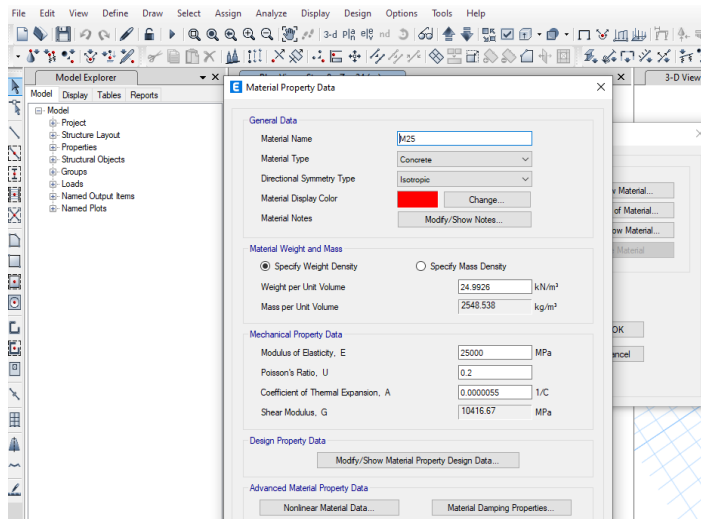 File Edit View Define Draw Select Assign Analyze Display Design Options Tools Help
3-d nd
Model Explorer
Model Display Tables Reports
Model
Project
Structure Layout
Properties
Structural Objects
Groups
Loads
Named Output Items
Named Plots
3-D View
E Material Property Data
General Data
Material Name M25
Material Type Concrete
Directional Symmetry Type Isotropic
Material Display Color Change...
Material Notes Modify/Show Notes...
Material Weight and Mass
Specify Weight Density Specify Mass Density
Weight per Unit Volume 24.9926 kN/m³
Mass per Unit Volume 2548.538 kg/m³
Mechanical Property Data
Modulus of Elasticity, E 25000 MPa
Poisson's Ratio, U 0.2
Coefficient of Thermal Expansion, A 0.0000055 1/C
Shear Modulus, G 10416.67 MPa
Design Property Data
Modify/Show Material Property Design Data...
Advanced Material Property Data
Nonlinear Material Data... Material Damping Properties...
w Material...
of Material...
ow Material...
Material
OK
ancel